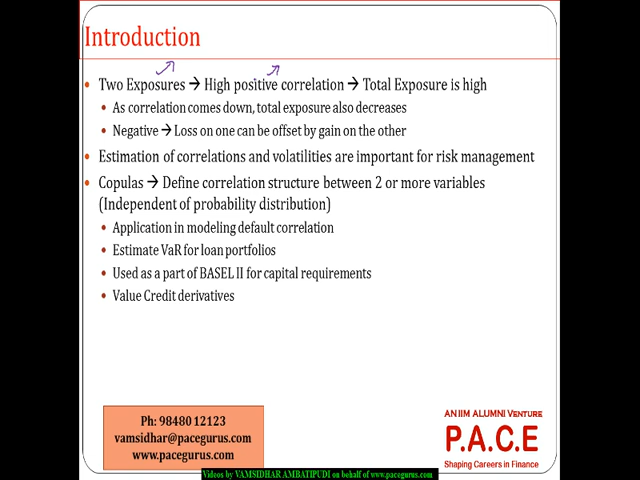 Introduction
Two Exposures → High positive correlation → Total Exposure is high
As correlation comes down, total exposure also decreases
Negative → Loss on one can be offset by gain on the other
Estimation of correlations and volatilities are important for risk management
Copulas → Define correlation structure between 2 or more variables
(Independent of probability distribution)
Application in modeling default correlation
Estimate VaR for loan portfolios
Used as a part of BASEL II for capital requirements
Value Credit derivatives
Ph: 98480 12123
vamsidhar@pacegurus.com
www.pacegurus.com
AN IIM ALUMNI VENTURE
P.A.C.E
Shaping Careers in Finance
Videos by VAMSIDHAR AMBATIPUDI on behalf of www.pacegurus.com